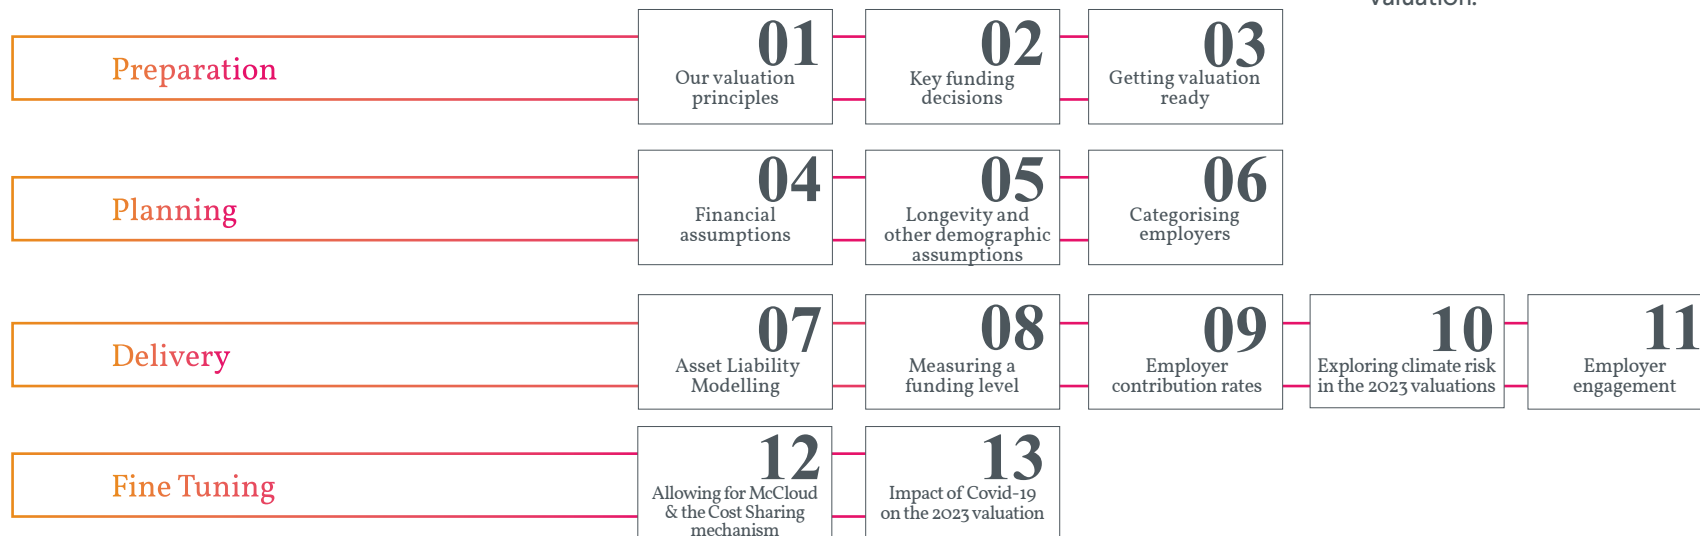 valuation.
Preparation
01
Our valuation
principles
02
Key funding
decisions
03
Getting valuation
ready
Planning
04
Financial
assumptions
05
Longevity and
other demographic
assumptions
06
Categorising
employers
Delivery
07
Asset Liability
Modelling
08
Measuring a
funding level
09
Employer
contribution rates
10
Exploring climate risk
in the 2023 valuations
11
Employer
engagement
Fine Tuning
12
Allowing for McCloud
& the Cost Sharing
mechanism
13
Impact of Covid-19
on the 2023 valuation